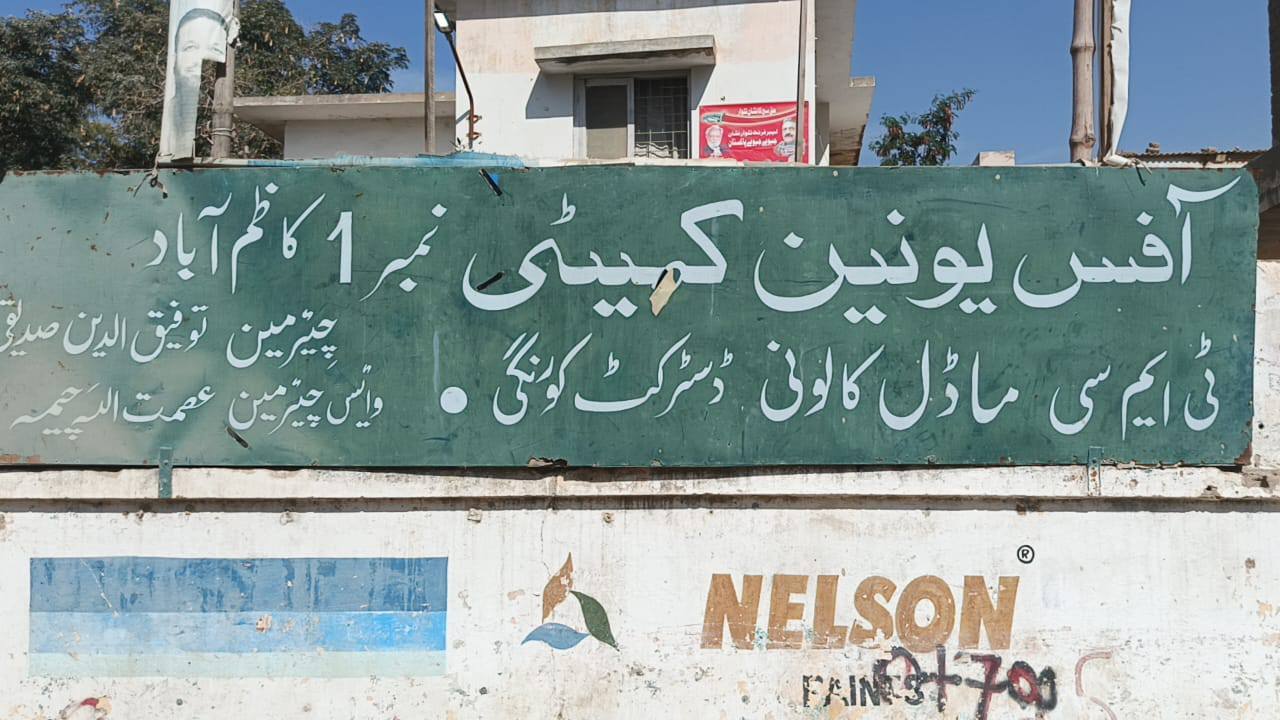 آفس یونین کمیٹی نمبر 1 کاظم آباد
ٹی ایم سی ماڈل کالونی ڈسٹرکٹ کورنگی •
چیئرمین توفیق الدین صدیقی
وائس چیئرمین عصمت اللہ چیمہ
NELSON ®
PAINTS